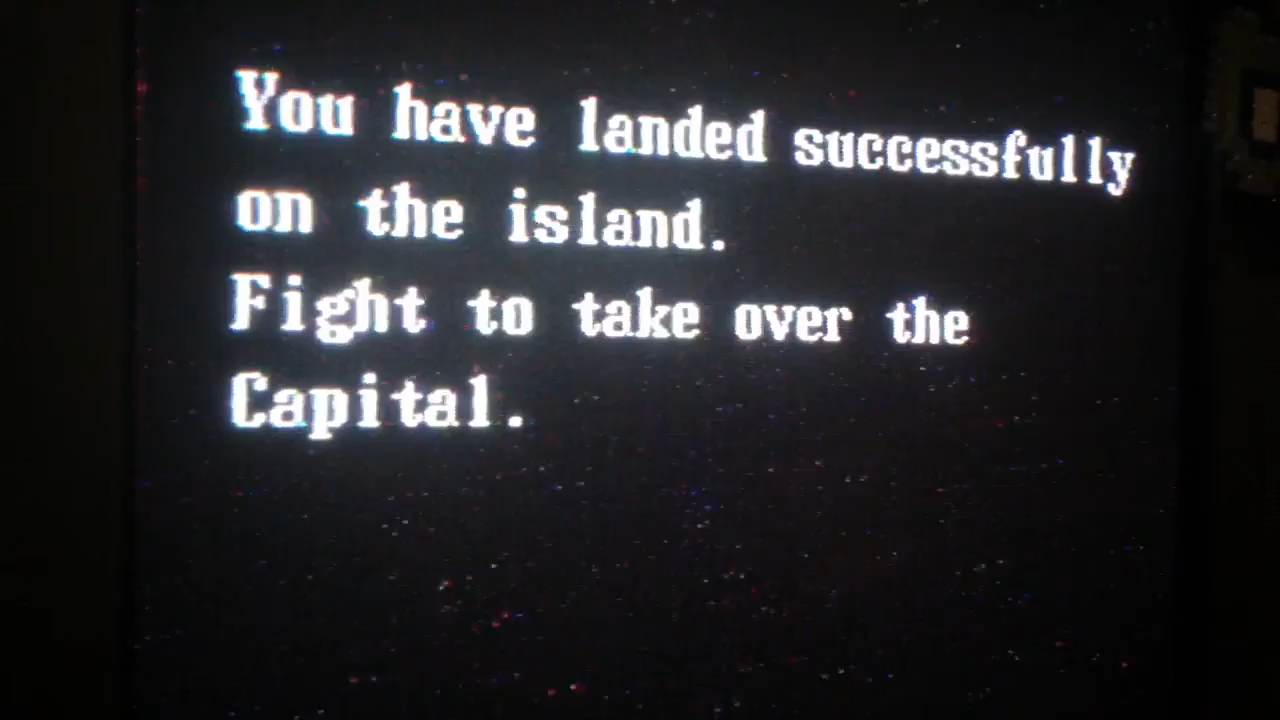 You have landed successfully
on the island.
Fight to take over the
Capital.